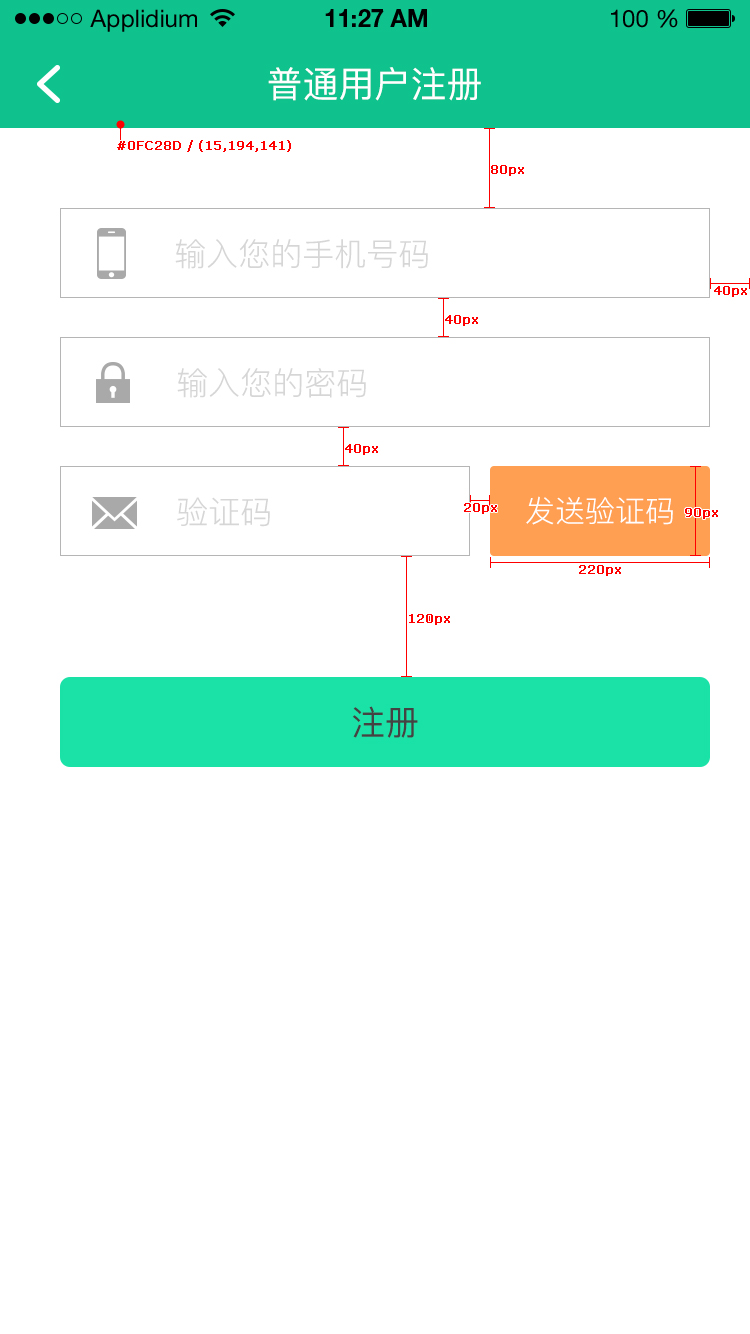 Applidium 11:27 AM 100 %
普通用户注册
#0FC28D / (15,194,141)
80px
输入您的手机号码
40px
40px
输入您的密码
40px
验证码
20px
发送验证码
90px
220px
120px
注册